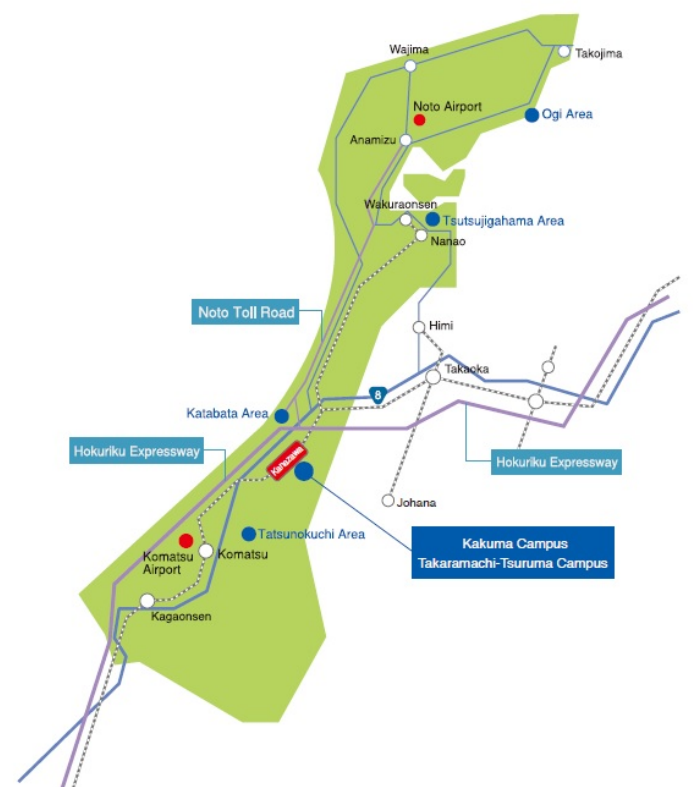 Wajima
Takojima
Noto Airport
Ogi Area
Anamizu
Wakuraonsen
Tsutsujigahama Area
Nanao
Noto Toll Road
Himi
Takaoka
8
Katabata Area
Hokuriku Expressway
Kanazawa
Hokuriku Expressway
Johana
Tatsunokuchi Area
Kakuma Campus
Takaramachi-Tsuruma Campus
Komatsu
Airport
Komatsu
Kagaonsen